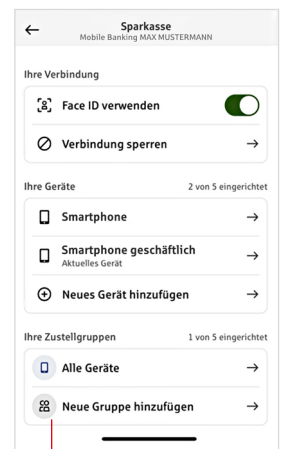 Sparkasse
Mobile Banking MAX MUSTERMANN
Ihre Verbindung
Face ID verwenden
Verbindung sperren
Ihre Geräte 2 von 5 eingerichtet
Smartphone
Smartphone geschäftlich
Aktuelles Gerät
Neues Gerät hinzufügen
Ihre Zustellgruppen 1 von 5 eingerichtet
Alle Geräte
Neue Gruppe hinzufügen